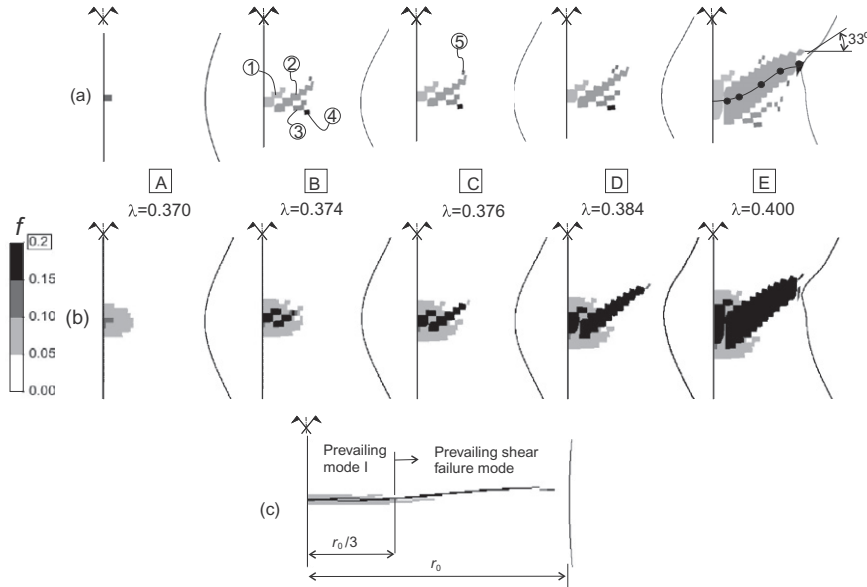 (a)
①
②
③
④
⑤
33°
A
B
C
D
E
λ=0.370
λ=0.374
λ=0.376
λ=0.384
λ=0.400
f
0.2
0.15
0.10
0.05
0.00
(b)
Prevailing
mode I
Prevailing shear
failure mode
(c)
r₀/3
r₀